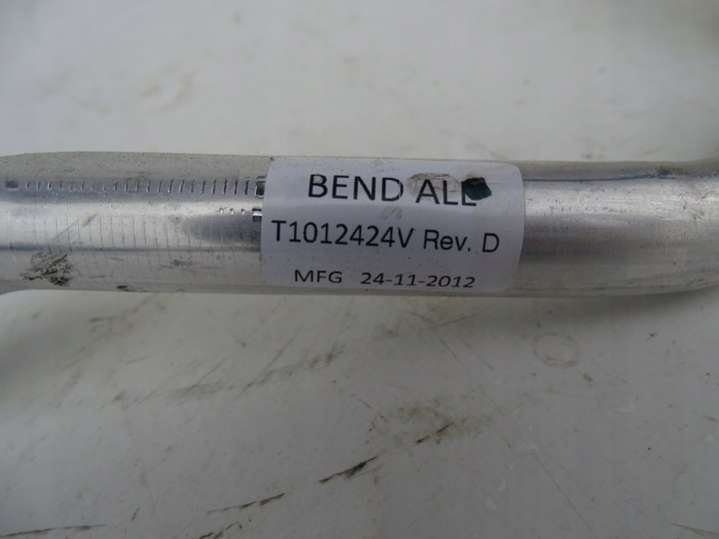 BEND ALL
T1012424V Rev. D
MFG 24-11-2012